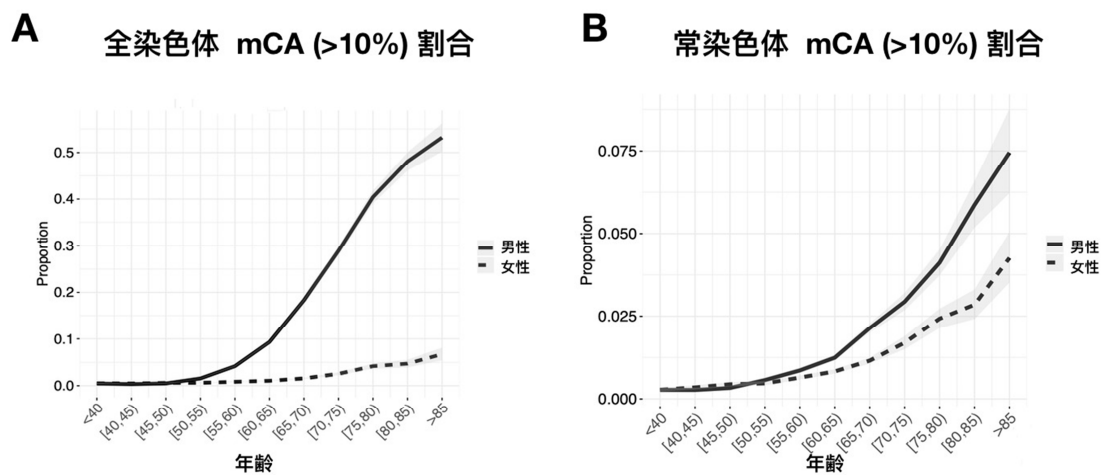 A
全染色体 mCA (>10%) 割合
Proportion
0.5
0.4
0.3
0.2
0.1
0.0
<40
[40,45)
[45,50)
[50,55)
[55,60)
[60,65)
[65,70)
[70,75)
[75,80)
[80,85)
>85
年齢
男性
女性
B
常染色体 mCA (>10%) 割合
Proportion
0.075
0.050
0.025
0.000
<40
[40,45)
[45,50)
[50,55)
[55,60)
[60,65)
[65,70)
[70,75)
[75,80)
[80,85)
>85
年齢
男性
女性